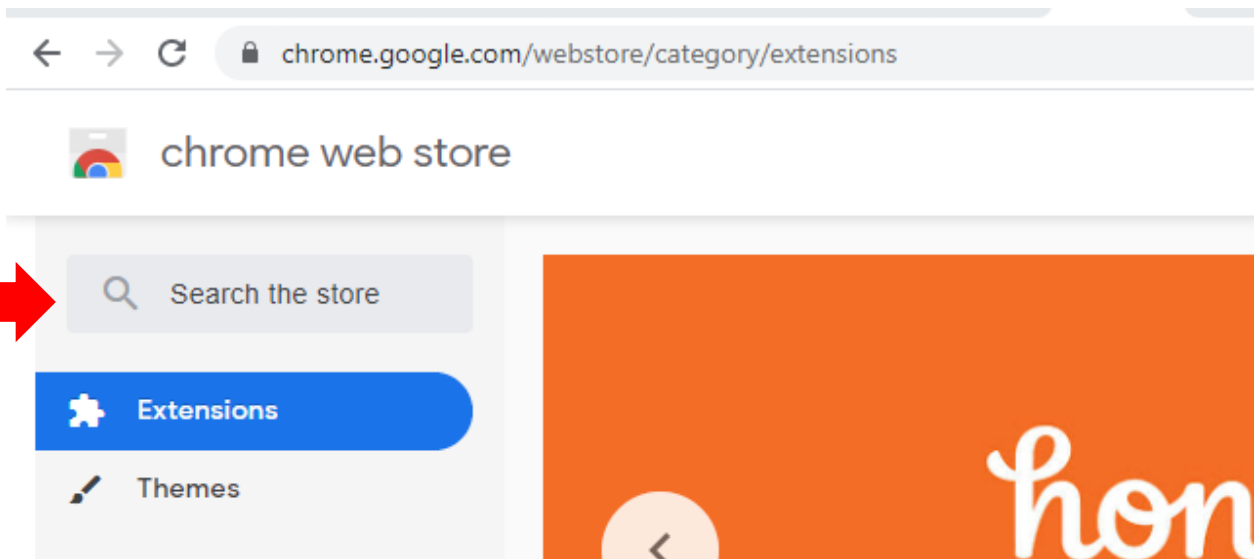 chrome.google.com/webstore/category/extensions
chrome web store
Search the store
Extensions
Themes
hon